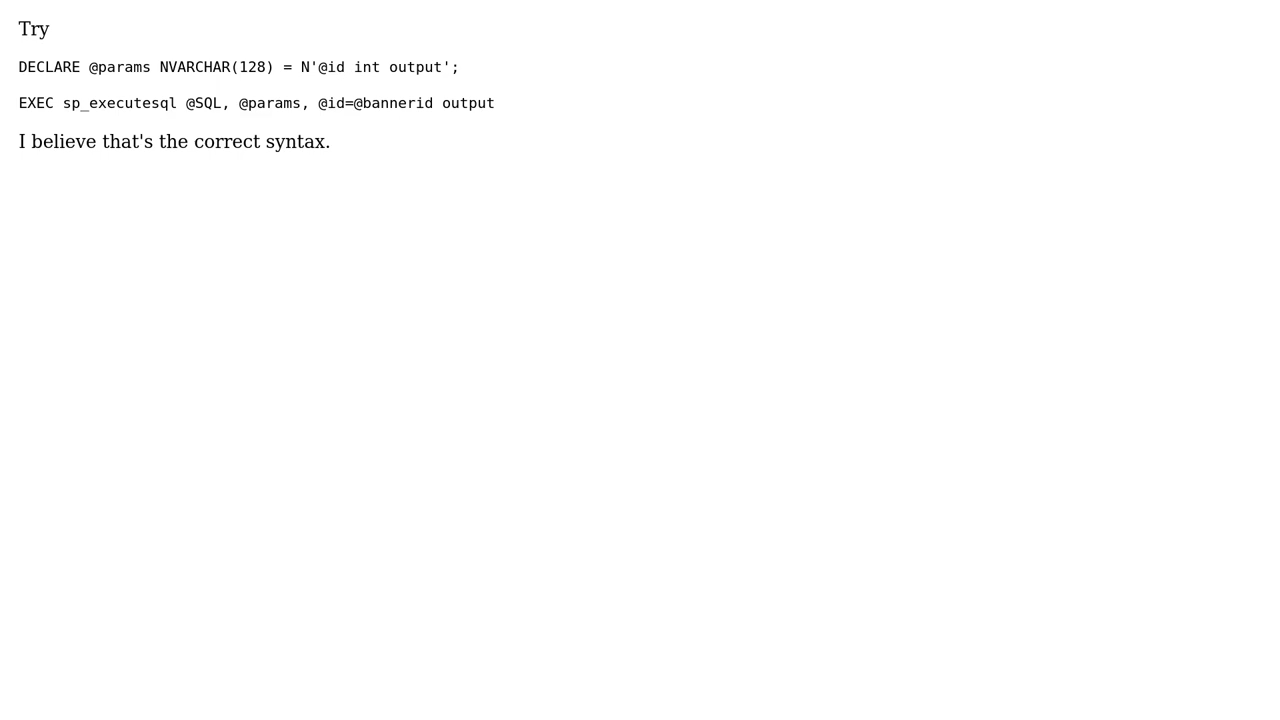 Try
DECLARE @params NVARCHAR(128) = N'@id int output';
EXEC sp_executesql @SQL, @params, @id=@bannerid output
I believe that's the correct syntax.